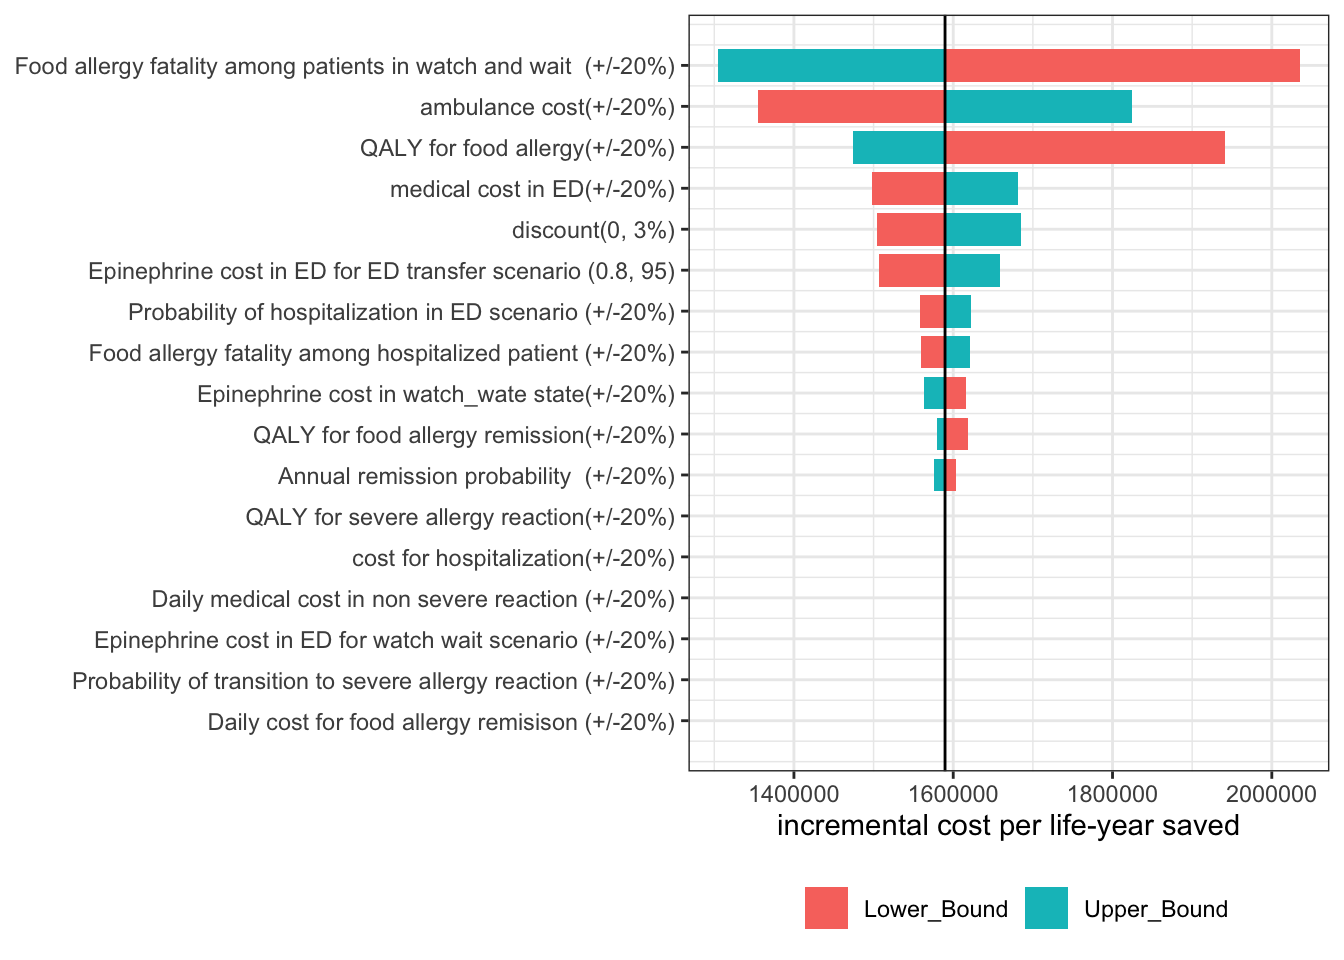 Food allergy fatality among patients in watch and wait  (+/-20%)
ambulance cost(+/-20%)
QALY for food allergy(+/-20%)
medical cost in ED(+/-20%)
discount(0, 3%)
Epinephrine cost in ED for ED transfer scenario (0.8, 95)
Probability of hospitalization in ED scenario (+/-20%)
Food allergy fatality among hospitalized patient (+/-20%)
Epinephrine cost in watch_wate state(+/-20%)
QALY for food allergy remission(+/-20%)
Annual remission probability  (+/-20%)
QALY for severe allergy reaction(+/-20%)
cost for hospitalization(+/-20%)
Daily medical cost in non severe reaction (+/-20%)
Epinephrine cost in ED for watch wait scenario (+/-20%)
Probability of transition to severe allergy reaction (+/-20%)
Daily cost for food allergy remisison (+/-20%)
1400000 1600000 1800000 2000000
incremental cost per life-year saved
Lower_Bound Upper_Bound